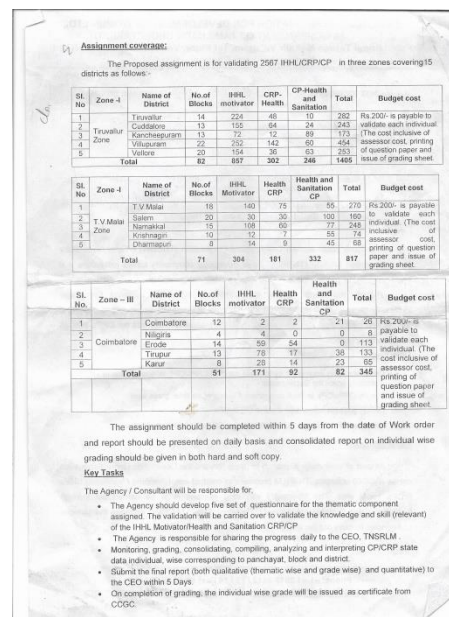 Assignment coverage:
The Proposed assignment is for validating 2567 IHHL/CRP/CP in three zones covering15
districts as follows:-
Sl. No Zone -I Name of District No.of Blocks IHHL motivator CRP-Health CP-Health and Sanitation Total Budget cost
1 Tiruvallur Zone Tiruvallur 14 224 48 10 282 Rs.200/- is payable to validate each individual. (The cost inclusive of assessor cost, printing of question paper and issue of grading sheet.
2 Cuddalore 13 155 64 24 243
3 Kancheepuram 13 72 12 89 173
4 Villupuram 22 252 142 60 454
5 Vellore 20 154 36 63 253
Total 82 857 302 246 1405
Sl. No Zone -I Name of District No.of Blocks IHHL Motivator Health CRP Health and Sanitation CP Total Budget cost
1 T.V.Malai Zone T.V Malai 18 140 75 55 270 Rs.200/- is payable to validate each individual. (The cost inclusive of assessor cost, printing of question paper and issue of grading sheet.
2 Salem 20 30 30 100 160
3 Namakkal 15 108 60 77 248
4 Krishnagiri 10 12 7 55 74
5 Dharmapuri 8 14 9 45 68
Total 71 304 181 332 817
Sl. No. Zone – III Name of District No.of Blocks IHHL motivator Health CRP Health and Sanitation CP Total Budget cost
1 Coimbatore Coimbatore 12 2 2 21 26 Rs.200/- is payable to validate each individual. (The cost inclusive of assessor cost, printing of question paper and issue of grading sheet.
2 Niligiris 4 4 0 0 8
3 Erode 14 59 54 0 113
4 Tirupur 13 78 17 38 133
5 Karur 8 28 14 23 65
Total 51 171 92 82 345
The assignment should be completed within 5 days from the date of Work order
and report should be presented on daily basis and consolidated report on individual wise
grading should be given in both hard and soft copy.
Key Tasks
The Agency / Consultant will be responsible for,
• The Agency should develop five set of questionnaire for the thematic component
assigned. The validation will be carried over to validate the knowledge and skill (relevant)
of the IHHL Motivator/Health and Sanitation CRP/CP
• The Agency is responsible for sharing the progress daily to the CEO, TNSRLM
• Monitoring, grading, consolidating, compiling, analyzing and interpreting CP/CRP state
data individual, wise corresponding to panchayat, block and district.
• Submit the final report (both qualitative (thematic wise and grade wise) and quantitative) to
the CEO within 5 Days.
• On completion of grading, the individual wise grade will be issued as certificate from
CCGC.